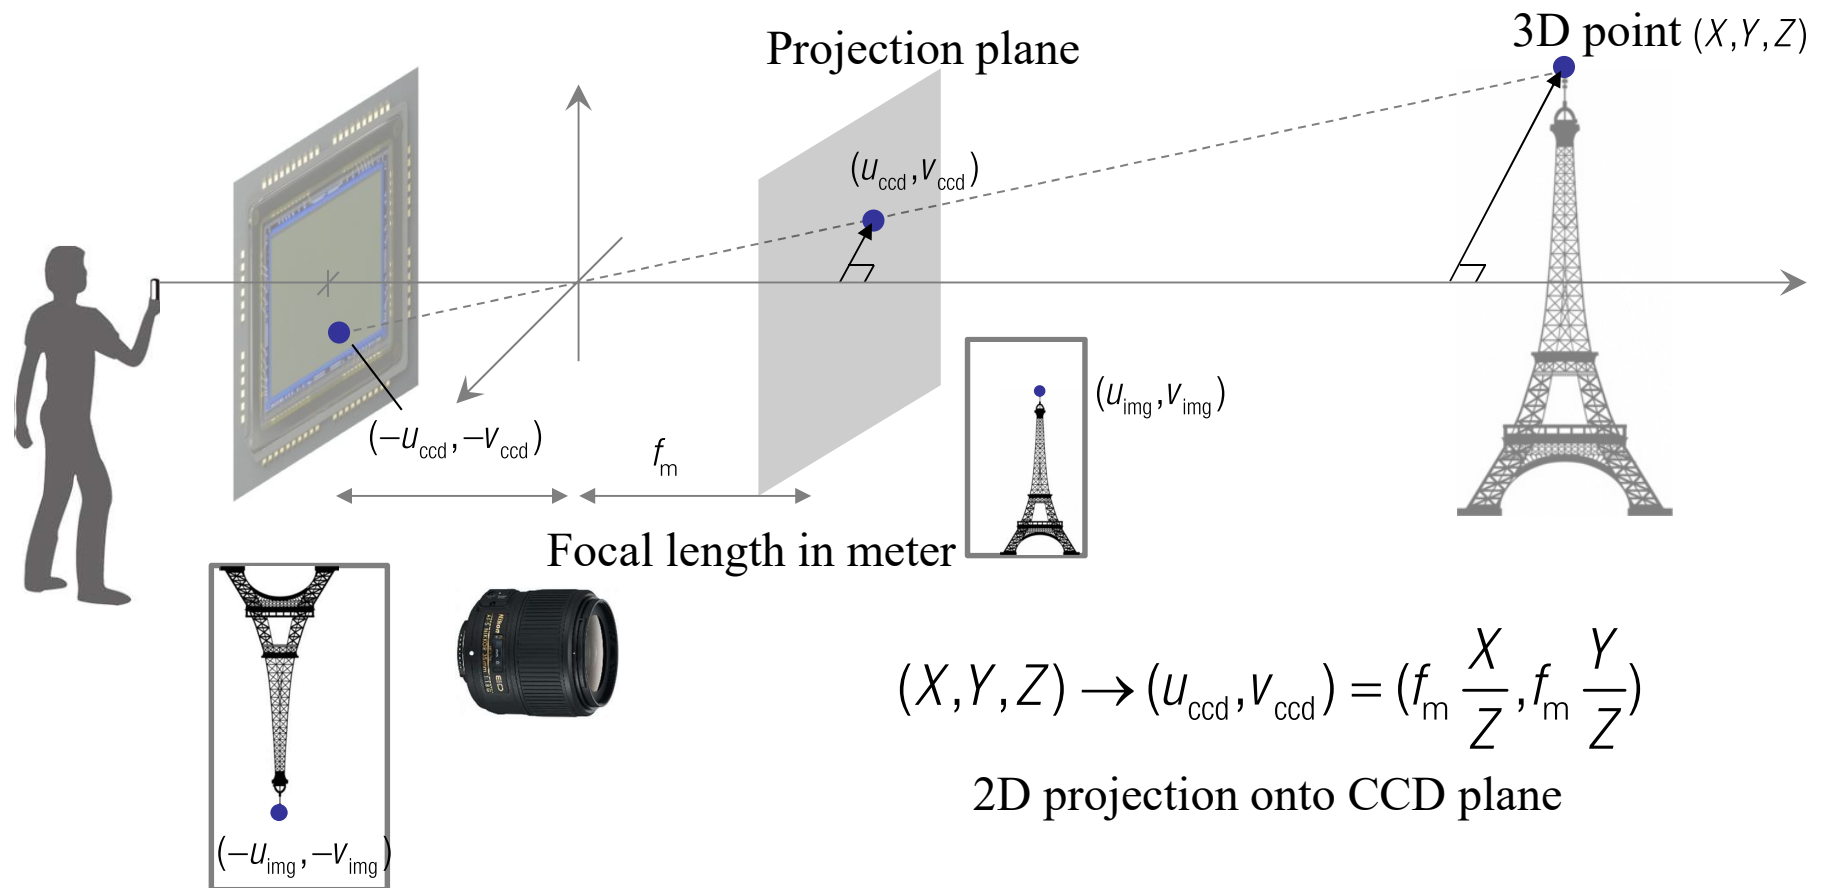 3D point (X,Y,Z)
Projection plane
(u_ccd,v_ccd)
(u_img,v_img)
(−u_ccd,−v_ccd)
f_m
Focal length in meter
(X,Y,Z)→(u_ccd,v_ccd)=(f_m X/Z,f_m Y/Z)
2D projection onto CCD plane
(−u_img,−v_img)